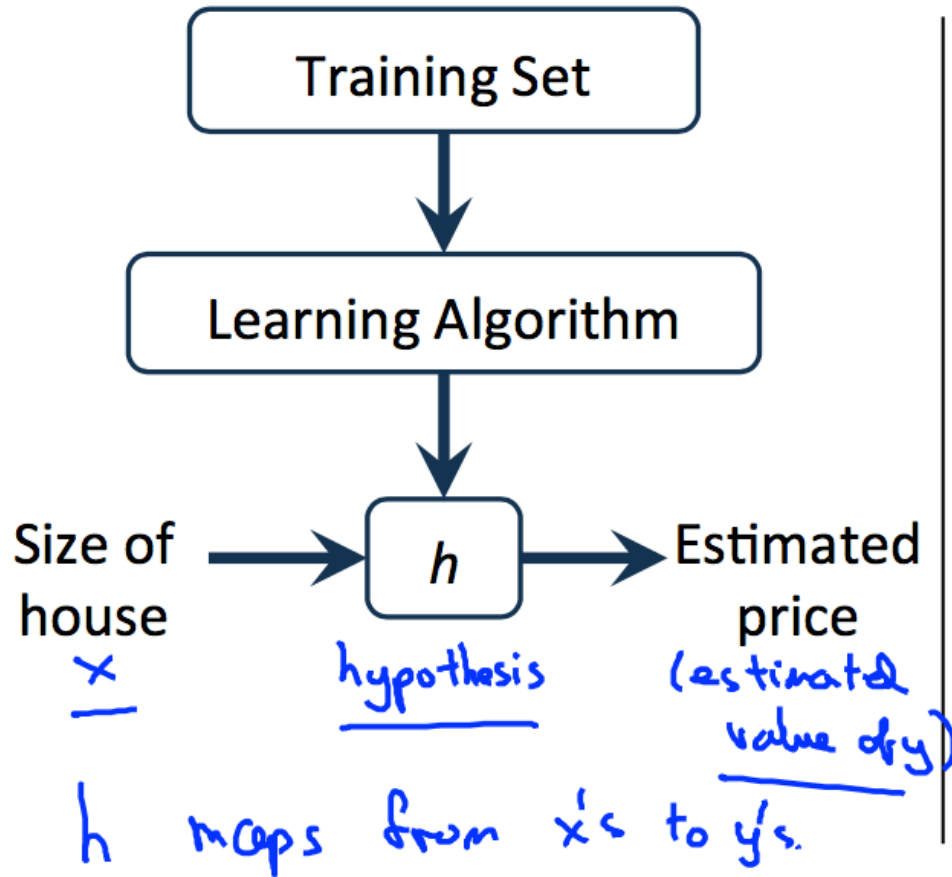 Training Set
Learning Algorithm
Size of
house
h
Estimated
price
x
hypothesis
(estimated
value of y)
h maps from x's to y's.